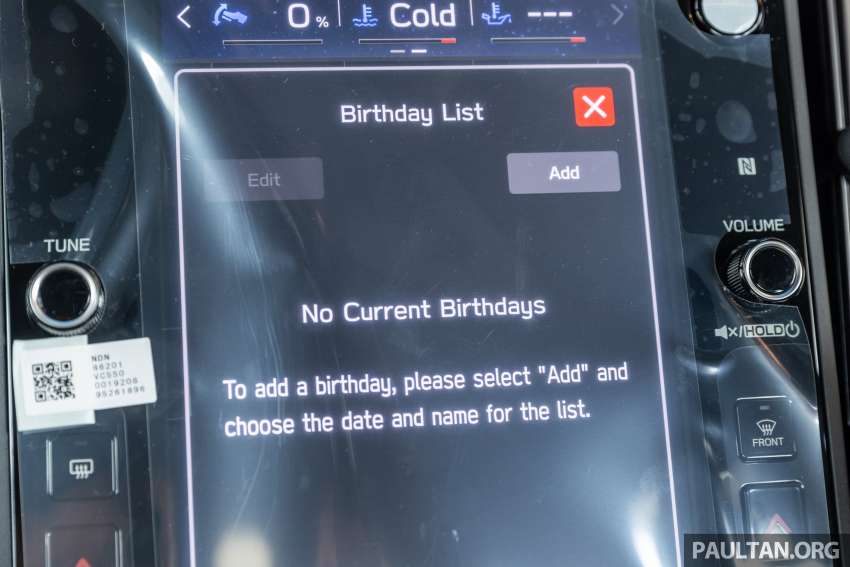 0 % Cold ---
Birthday List
Edit Add
TUNE
VOLUME
No Current Birthdays
HOLD
NDN
86201
VC550
0019208
95261896
To add a birthday, please select "Add" and
choose the date and name for the list.
FRONT
PAULTAN.ORG